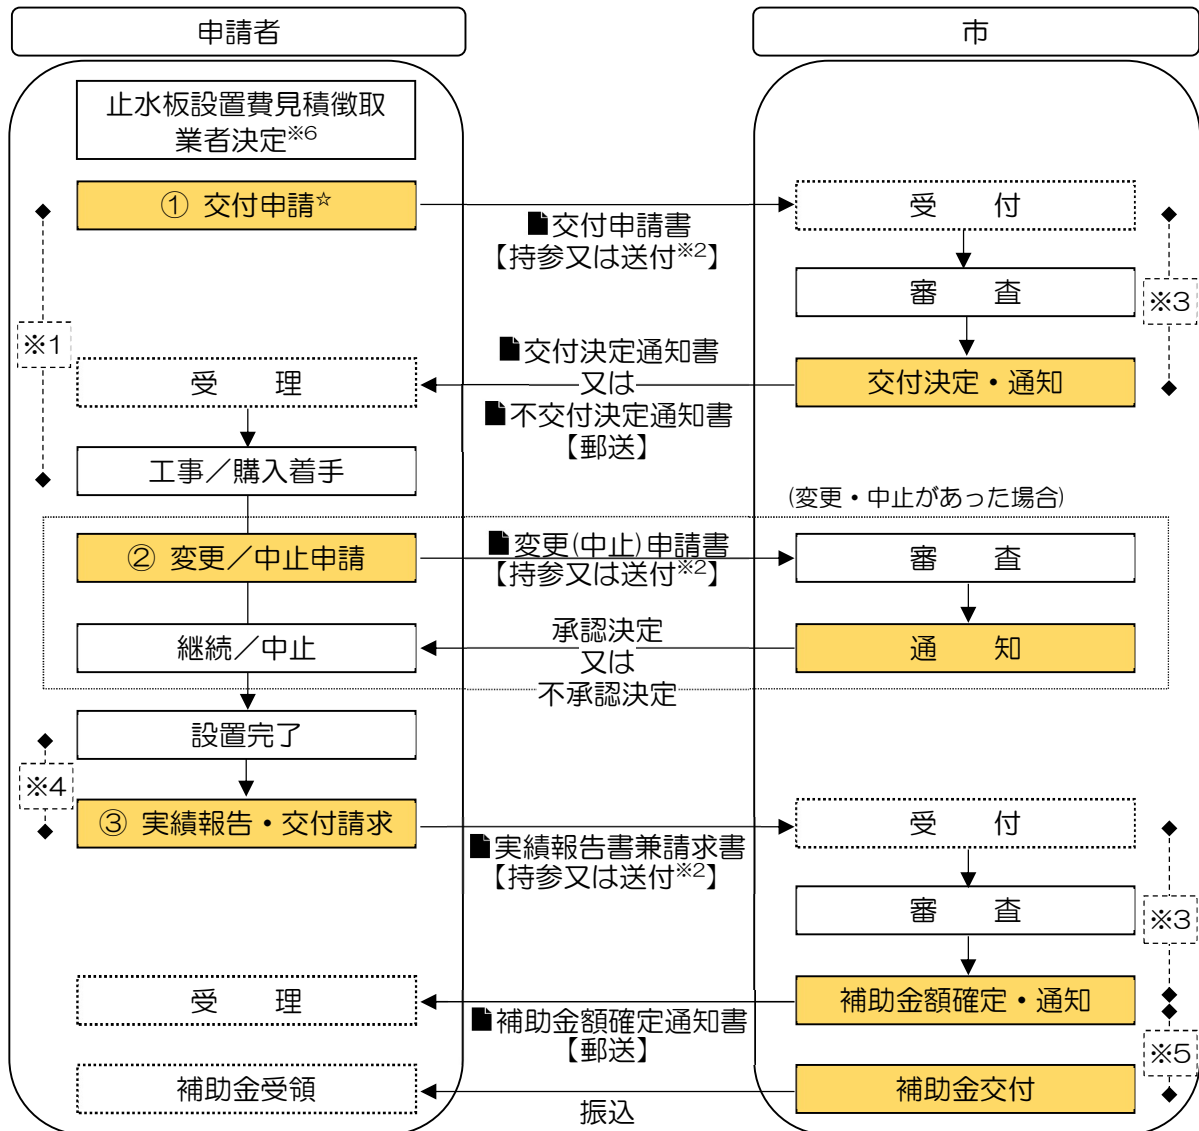 申請者
市
止水板設置費見積徴取
業者決定※6
① 交付申請☆
■交付申請書
【持参又は送付※2】
受　付
審　査
※3
※1
■交付決定通知書
又は
■不交付決定通知書
【郵送】
交付決定・通知
受　理
工事／購入着手
(変更・中止があった場合)
② 変更／中止申請
■変更(中止)申請書
【持参又は送付※2】
審　査
継続／中止
承認決定
又は
不承認決定
通　知
設置完了
※4
③ 実績報告・交付請求
■実績報告書兼請求書
【持参又は送付※2】
受　付
審　査
※3
受　理
■補助金額確定通知書
【郵送】
補助金額確定・通知
※5
補助金受領
振込
補助金交付